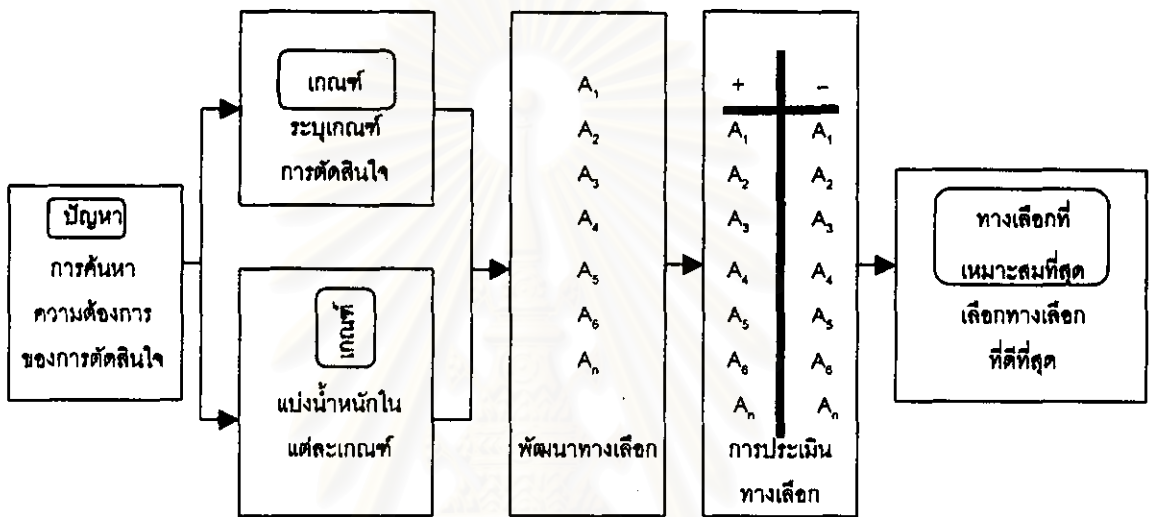 ปัญหา
การค้นหา
ความต้องการ
ของการตัดสินใจ
เกณฑ์
ระบุเกณฑ์
การตัดสินใจ
เกณฑ์
แบ่งน้ำหนักใน
แต่ละเกณฑ์
A₁
A₂
A₃
A₄
A₅
A₆
Aₙ
พัฒนาทางเลือก
+ −
A₁ A₁
A₂ A₂
A₃ A₃
A₄ A₄
A₅ A₅
A₆ A₆
Aₙ Aₙ
การประเมิน
ทางเลือก
ทางเลือกที่
เหมาะสมที่สุด
เลือกทางเลือก
ที่ดีที่สุด